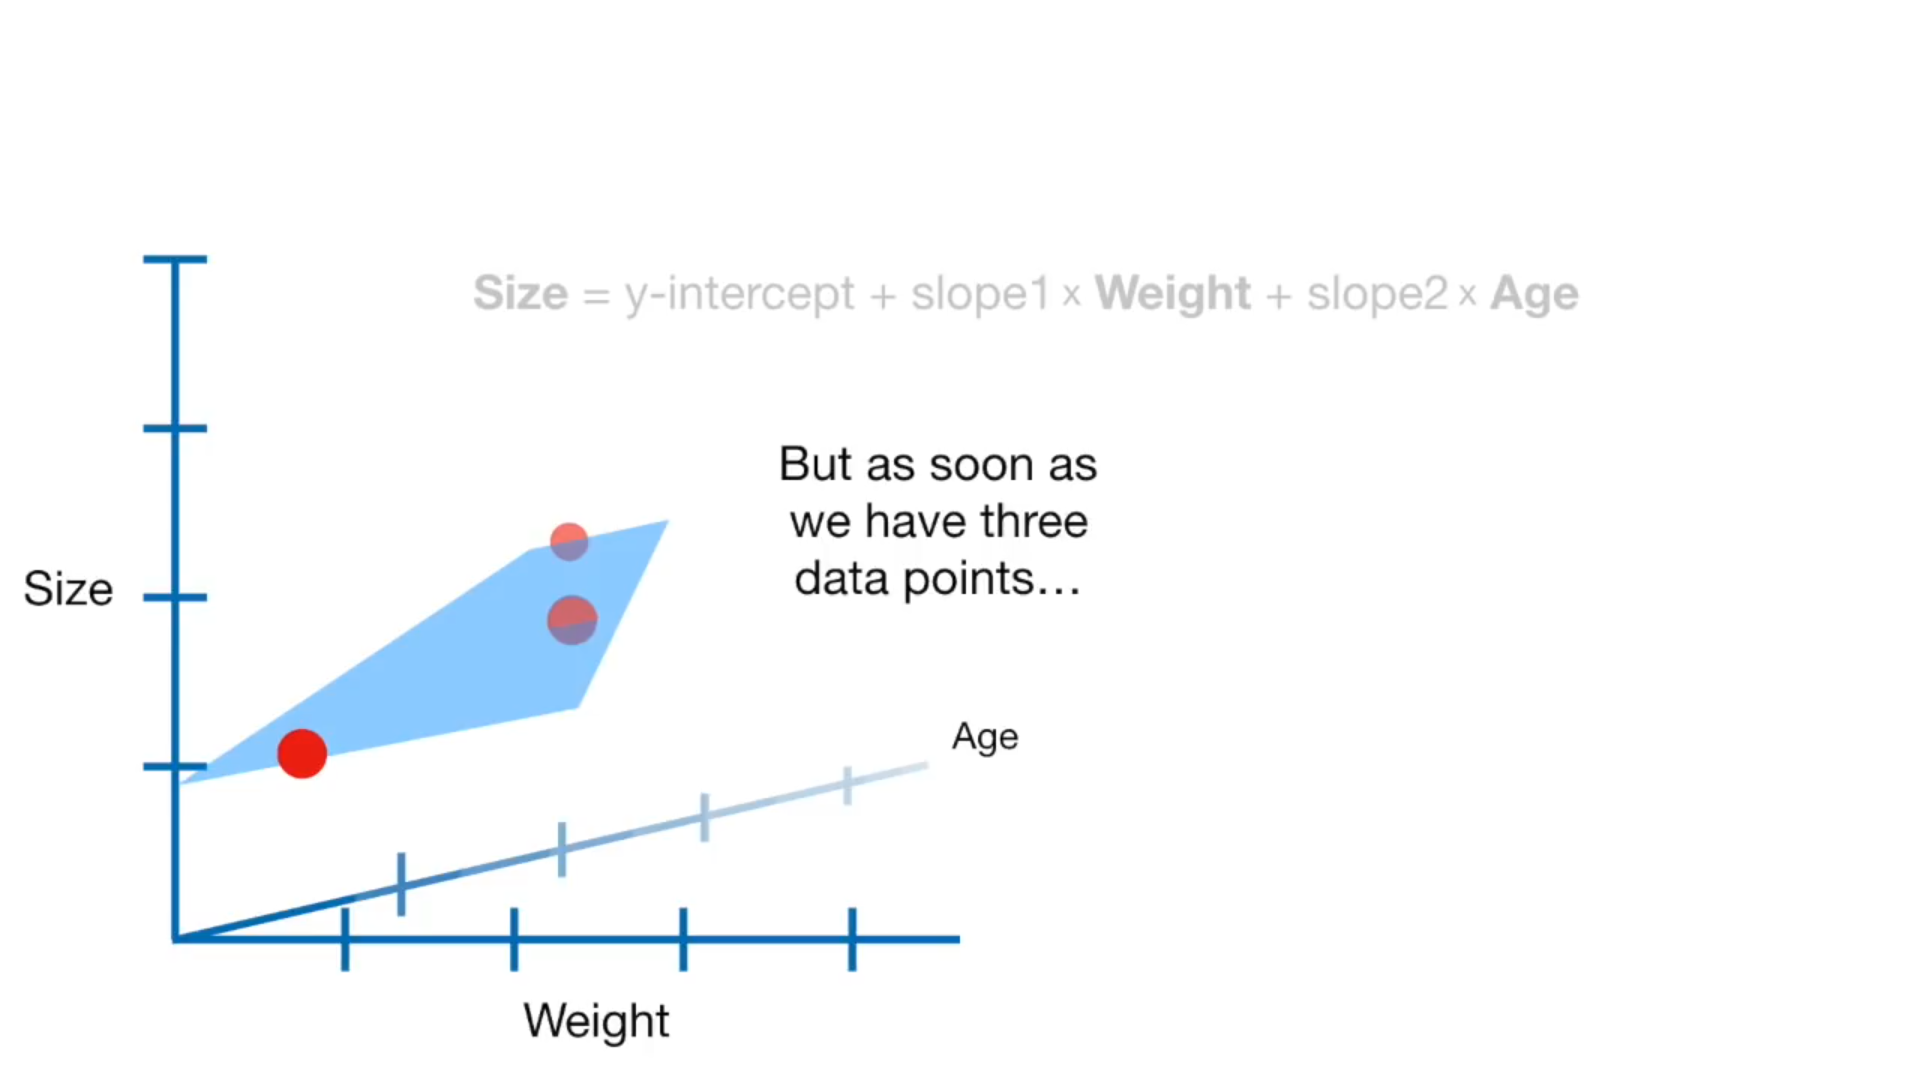 Size = y-intercept + slope1 x Weight + slope2 x Age
But as soon as
we have three
data points…
Size
Age
Weight